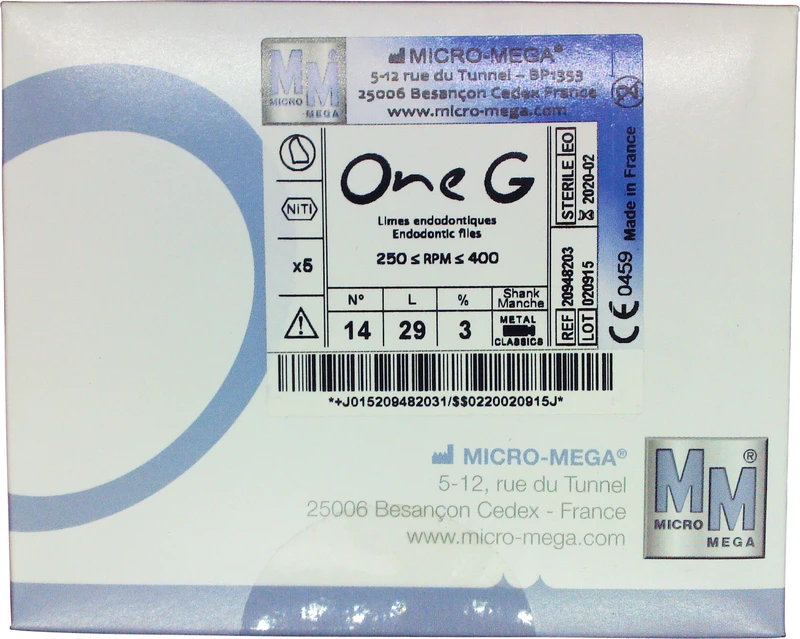 MM
MICRO
MEGA
MICRO-MEGA®
5-12 rue du Tunnel - BP1353
25006 Besançon Cedex France
www.micro-mega.com
NiTi
x5
One G
Limes endodontiques
Endodontic files
250 ≤ RPM ≤ 400
N° L % Shank
Manche
14 29 3 METAL
CLASSICS
STERILE EO
2020-02
REF 20948203
LOT 020915
CE 0459 Made in France
*+J015209482031/$$0220020915J*
MICRO-MEGA®
5-12, rue du Tunnel
25006 Besançon Cedex - France
www.micro-mega.com
MM®
MICRO
MEGA